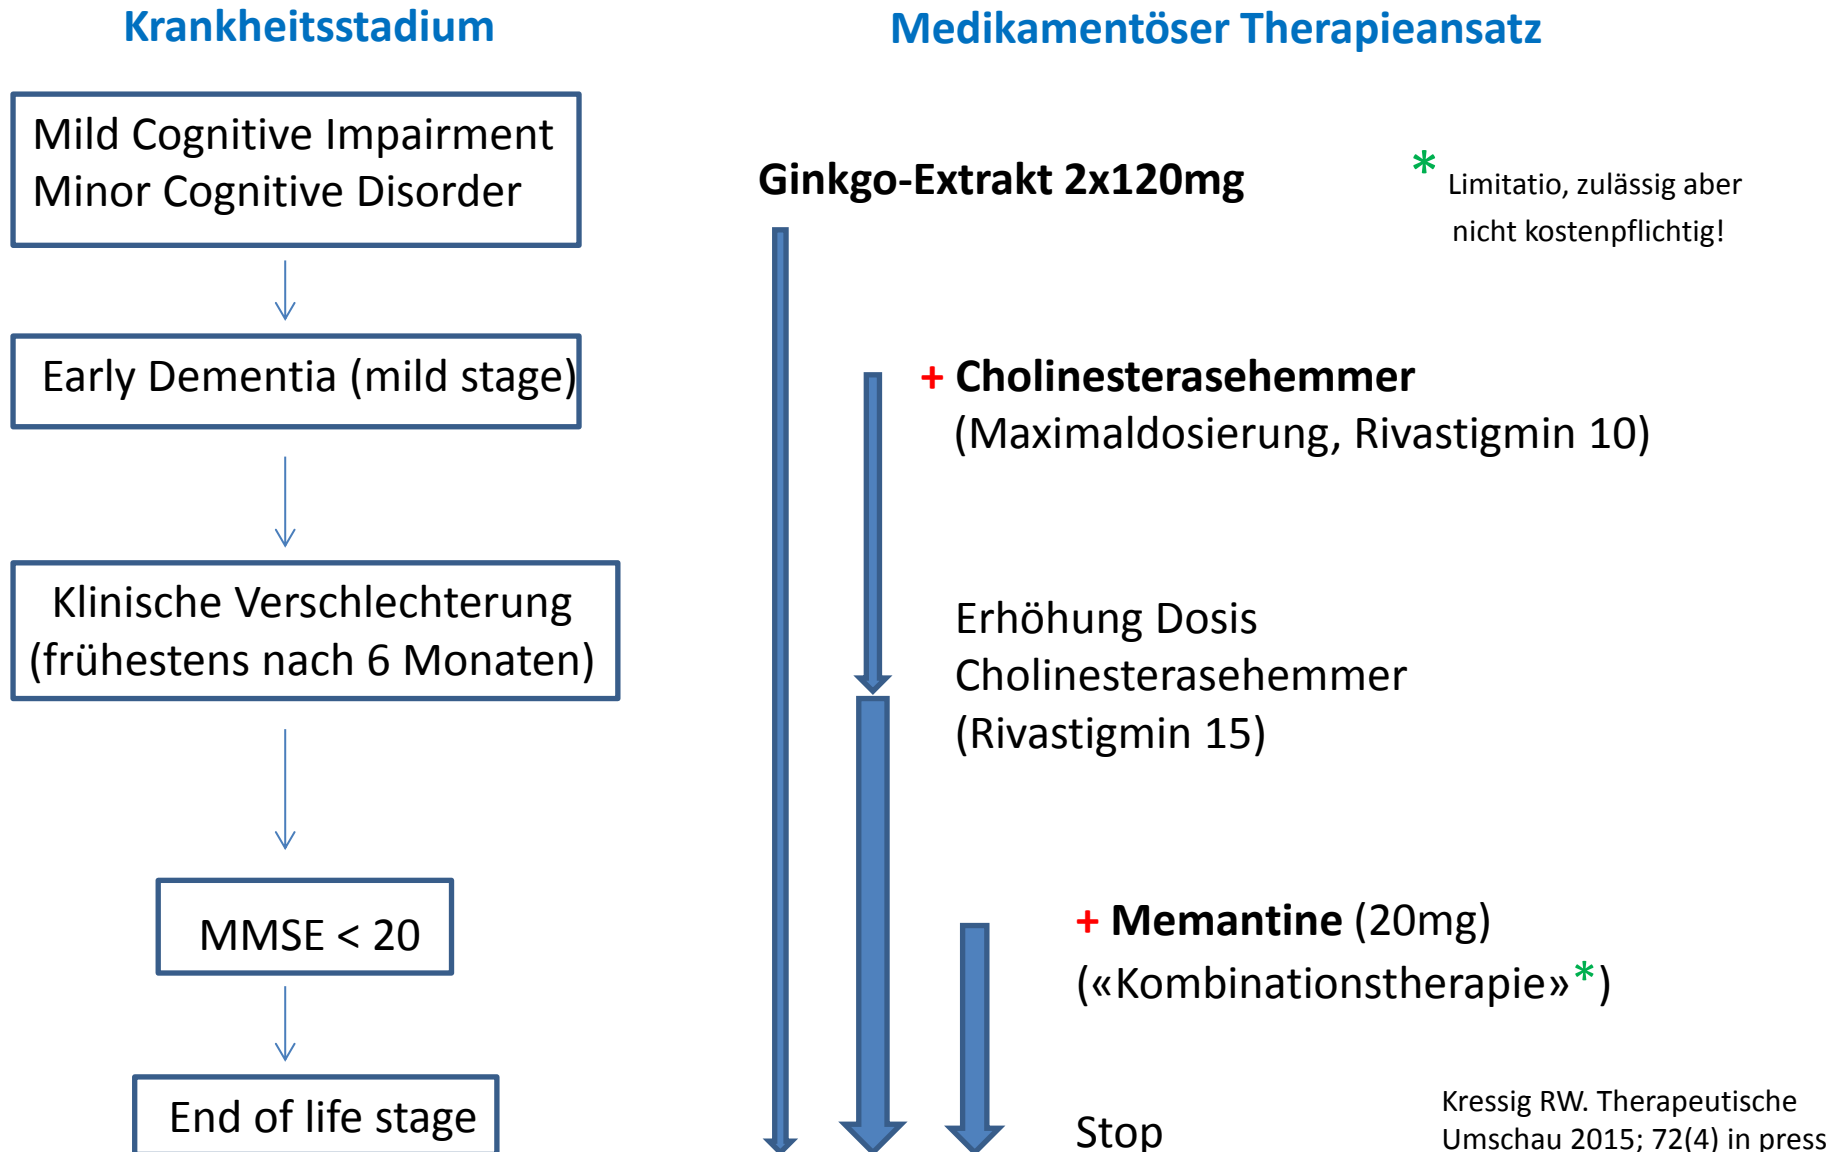 Krankheitsstadium
Medikamentöser Therapieansatz
Mild Cognitive Impairment
Minor Cognitive Disorder
Ginkgo-Extrakt 2x120mg
* Limitatio, zulässig aber
nicht kostenpflichtig!
Early Dementia (mild stage)
+ Cholinesterasehemmer
(Maximaldosierung, Rivastigmin 10)
Klinische Verschlechterung
(frühestens nach 6 Monaten)
Erhöhung Dosis
Cholinesterasehemmer
(Rivastigmin 15)
MMSE < 20
+ Memantine (20mg)
(«Kombinationstherapie»*)
End of life stage
Stop
Kressig RW. Therapeutische
Umschau 2015; 72(4) in press